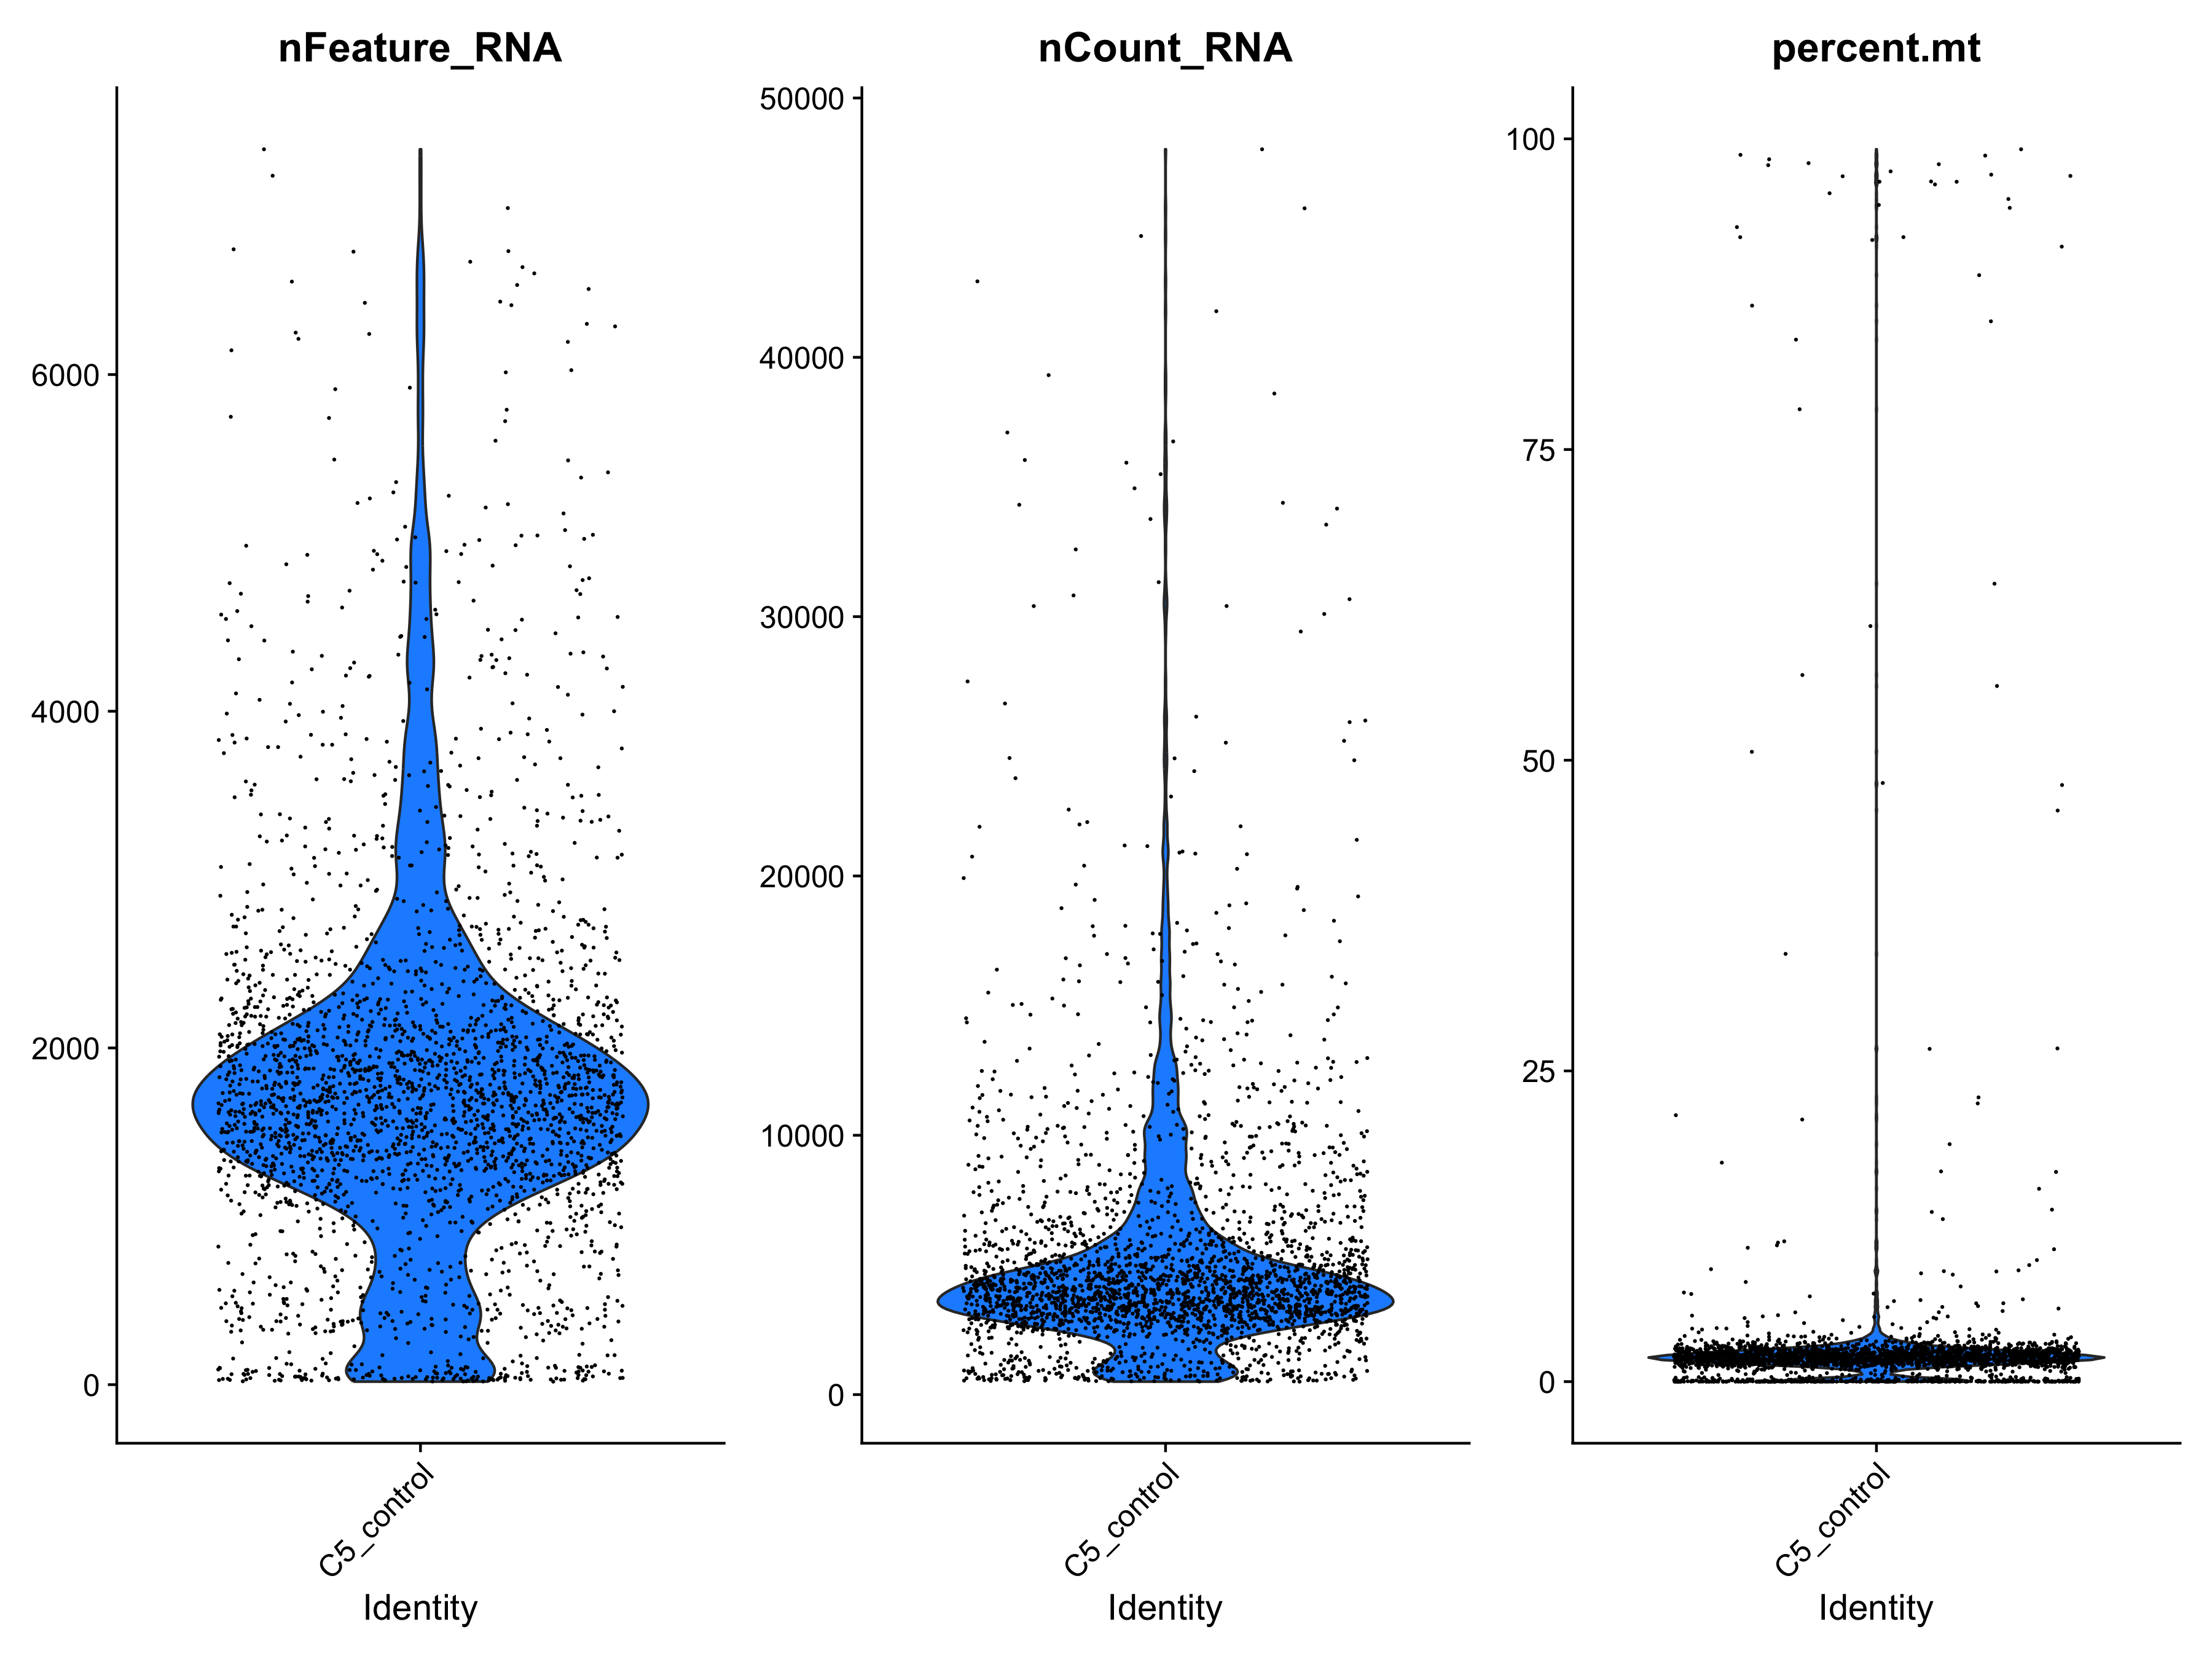 nFeature_RNA
6000
4000
2000
0
C5_control
Identity
nCount_RNA
50000
40000
30000
20000
10000
0
C5_control
Identity
percent.mt
100
75
50
25
0
C5_control
Identity